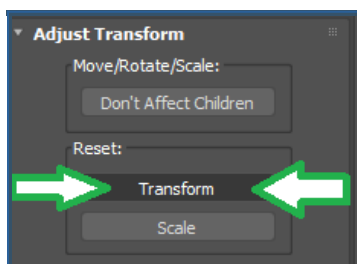 Adjust Transform
Move/Rotate/Scale:
Don't Affect Children
Reset:
Transform
Scale